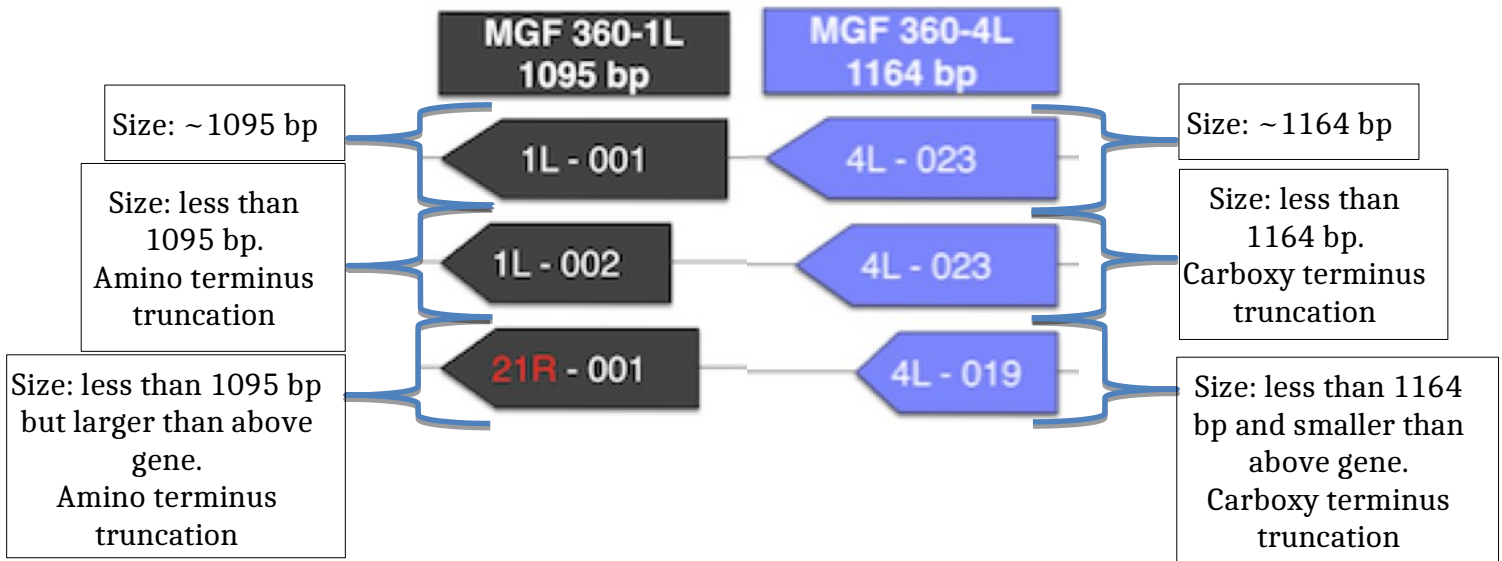 MGF 360-1L
1095 bp
MGF 360-4L
1164 bp
Size: ~1095 bp
1L - 001
4L - 023
Size: ~1164 bp
Size: less than
1095 bp.
Amino terminus
truncation
1L - 002
4L - 023
Size: less than
1164 bp.
Carboxy terminus
truncation
Size: less than 1095 bp
but larger than above
gene.
Amino terminus
truncation
21R - 001
4L - 019
Size: less than 1164
bp and smaller than
above gene.
Carboxy terminus
truncation